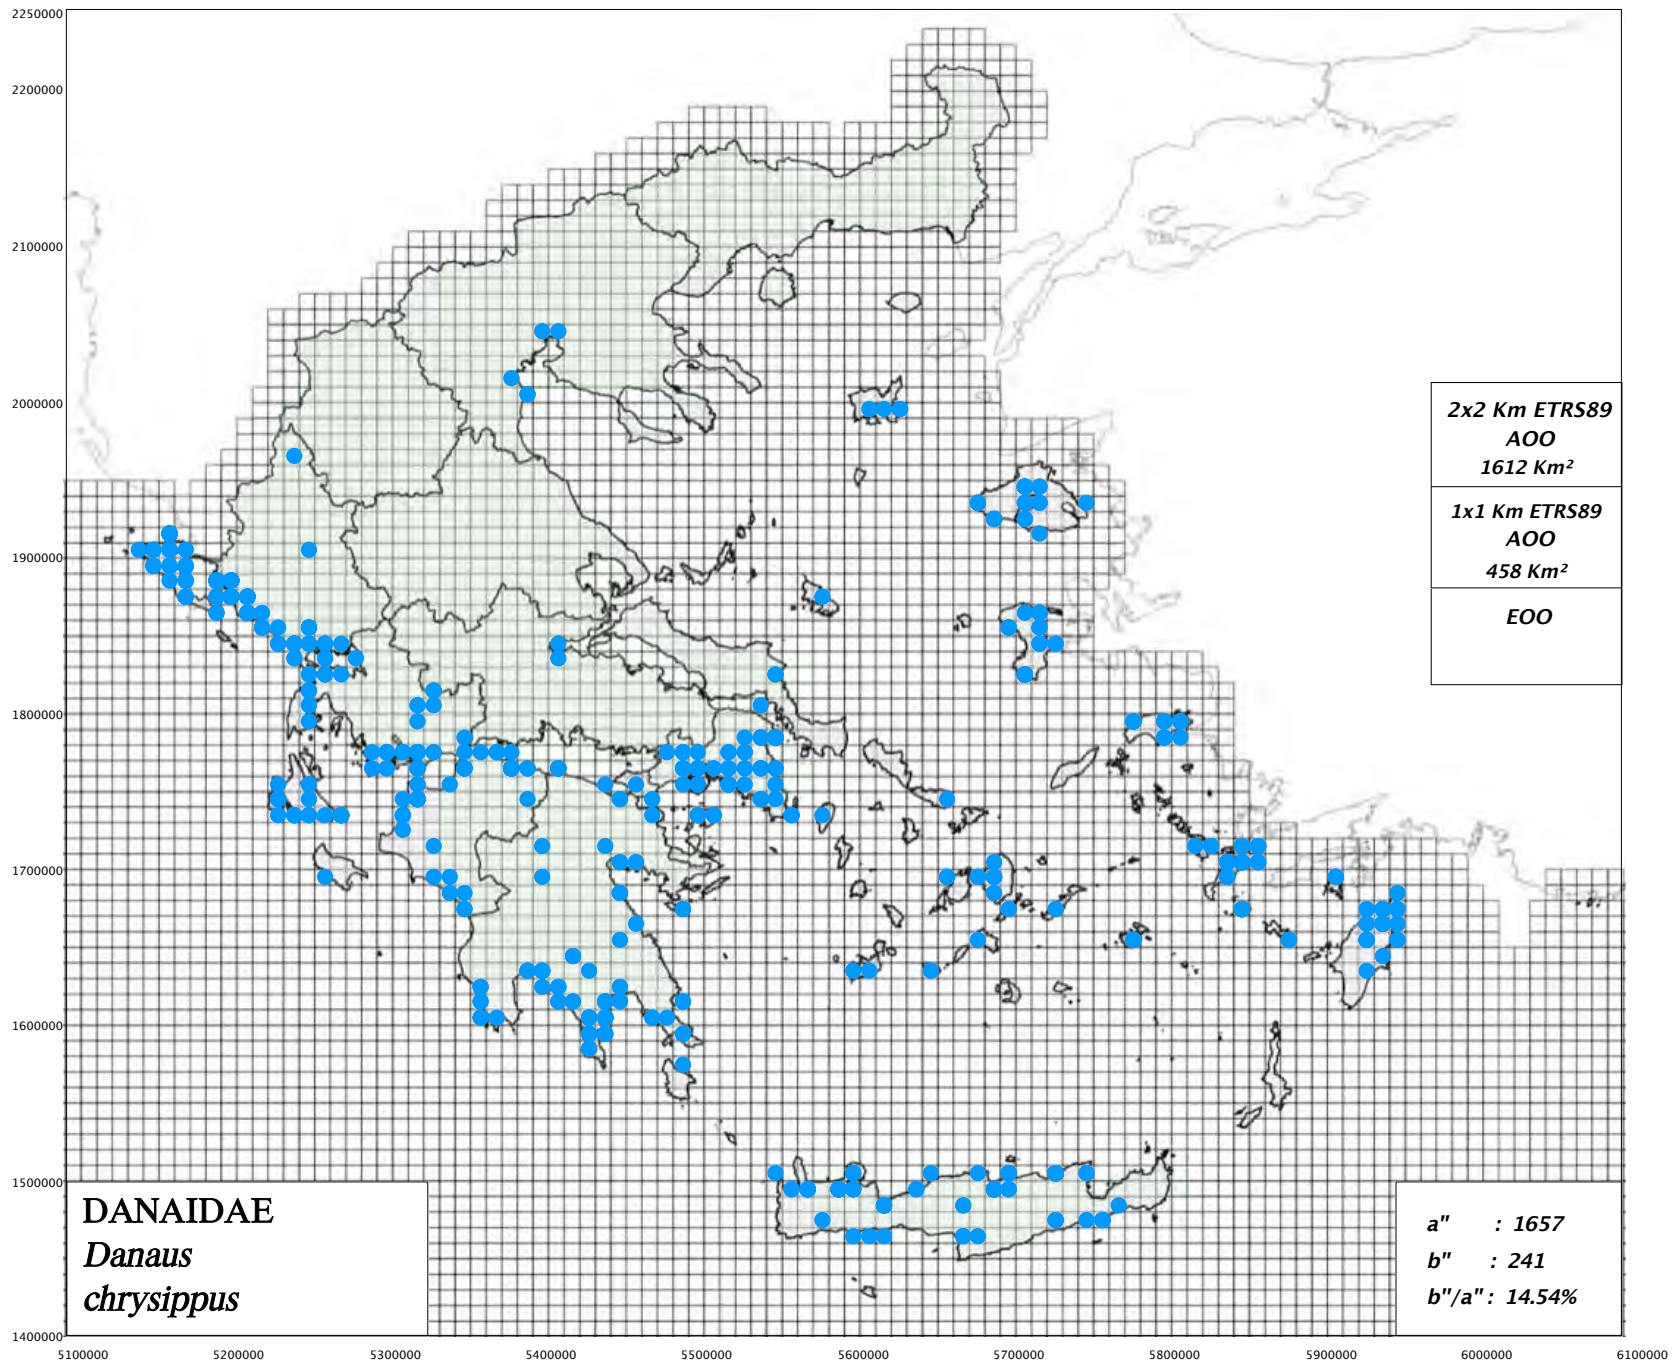 2250000
2200000
2100000
2000000
1900000
1800000
1700000
1600000
1500000
1400000
2x2 Km ETRS89
AOO
1612 Km²
1x1 Km ETRS89
AOO
458 Km²
EOO
DANAIDAE
Danaus
chrysippus
a" : 1657
b" : 241
b"/a" : 14.54%
5100000 5200000 5300000 5400000 5500000 5600000 5700000 5800000 5900000 6000000 6100000